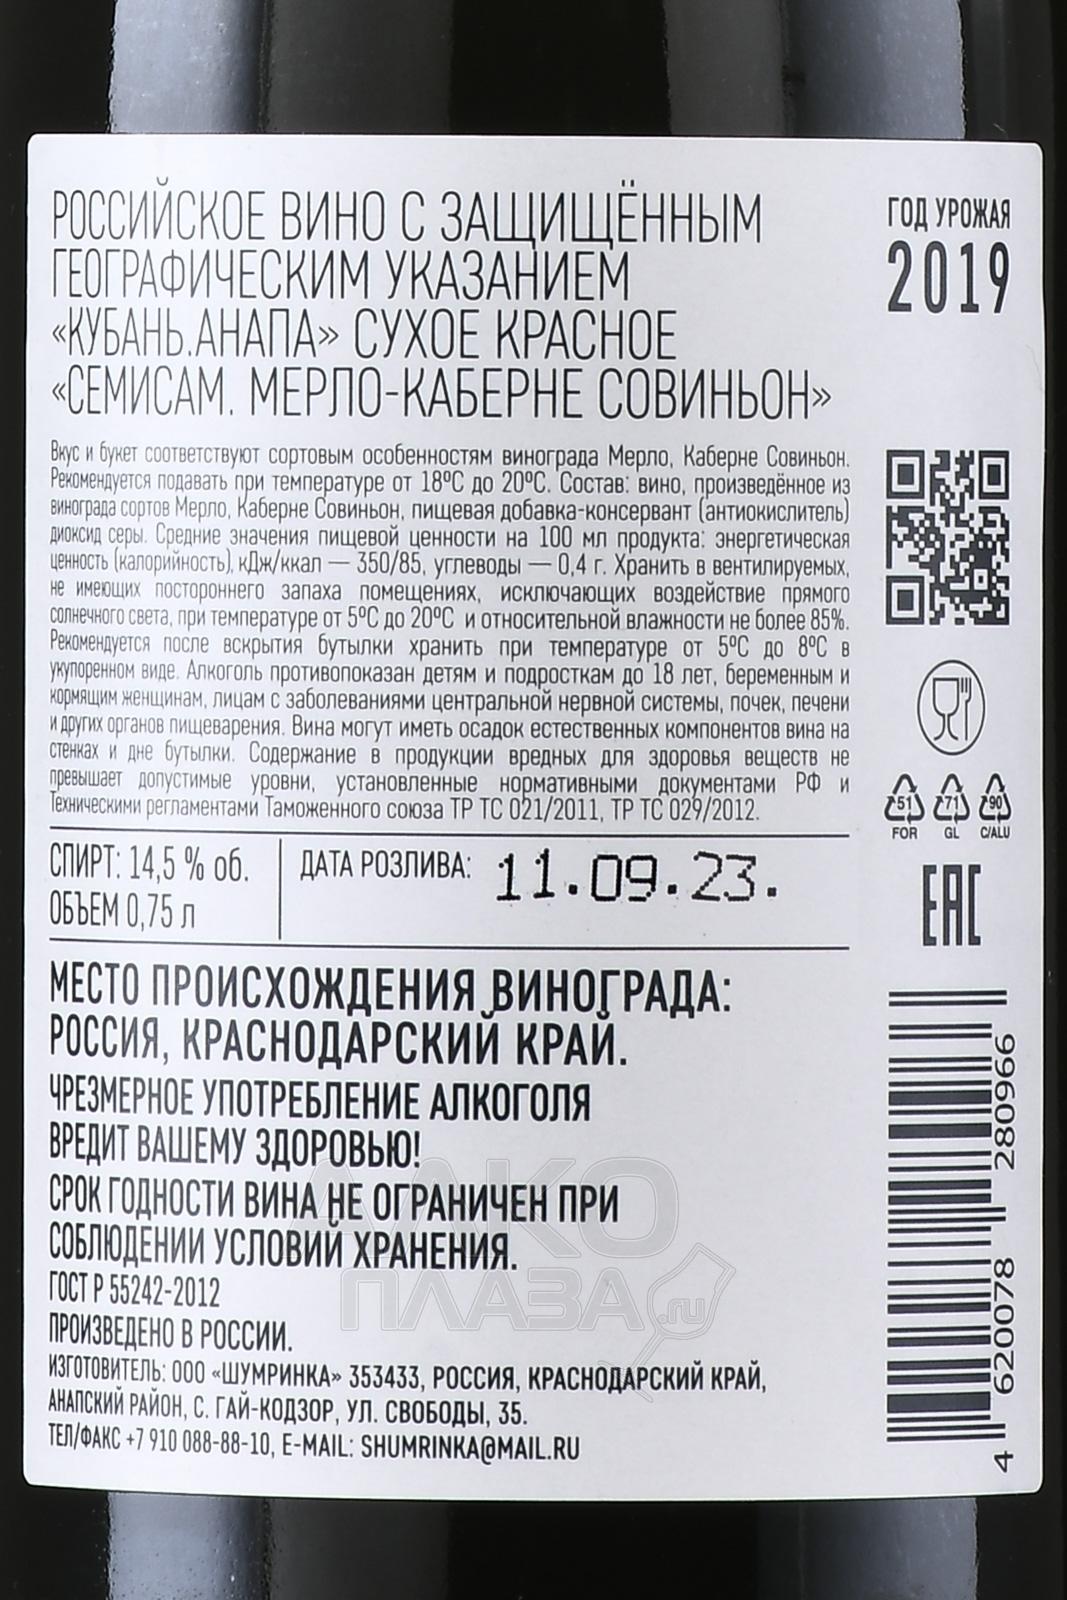 РОССИЙСКОЕ ВИНО С ЗАЩИЩЁННЫМ
ГЕОГРАФИЧЕСКИМ УКАЗАНИЕМ
«КУБАНЬ.АНАПА» СУХОЕ КРАСНОЕ
«СЕМИСАМ. МЕРЛО-КАБЕРНЕ СОВИНЬОН»
ГОД УРОЖАЯ
2019
Вкус и букет соответствуют сортовым особенностям винограда Мерло, Каберне Совиньон.
Рекомендуется подавать при температуре от 18°С до 20°С. Состав: вино, произведённое из
винограда сортов Мерло, Каберне Совиньон, пищевая добавка-консервант (антиокислитель)
диоксид серы. Средние значения пищевой ценности на 100 мл продукта: энергетическая
ценность (калорийность), кДж/ккал — 350/85, углеводы — 0,4 г. Хранить в вентилируемых,
не имеющих постороннего запаха помещениях, исключающих воздействие прямого
солнечного света, при температуре от 5°С до 20°С и относительной влажности не более 85%.
Рекомендуется после вскрытия бутылки хранить при температуре от 5°С до 8°С в
укупоренном виде. Алкоголь противопоказан детям и подросткам до 18 лет, беременным и
кормящим женщинам, лицам с заболеваниями центральной нервной системы, почек, печени
и других органов пищеварения. Вина могут иметь осадок естественных компонентов вина на
стенках и дне бутылки. Содержание в продукции вредных для здоровья веществ не
превышает допустимые уровни, установленные нормативными документами РФ и
Техническими регламентами Таможенного союза ТР ТС 021/2011, ТР ТС 029/2012.
51 71 90
FOR GL C/ALU
EAC
СПИРТ: 14,5 % об.
ОБЪЕМ 0,75 л
ДАТА РОЗЛИВА: 11.09.23.
МЕСТО ПРОИСХОЖДЕНИЯ ВИНОГРАДА:
РОССИЯ, КРАСНОДАРСКИЙ КРАЙ.
ЧРЕЗМЕРНОЕ УПОТРЕБЛЕНИЕ АЛКОГОЛЯ
ВРЕДИТ ВАШЕМУ ЗДОРОВЬЮ!
СРОК ГОДНОСТИ ВИНА НЕ ОГРАНИЧЕН ПРИ
СОБЛЮДЕНИИ УСЛОВИЙ ХРАНЕНИЯ.
ГОСТ Р 55242-2012
ПРОИЗВЕДЕНО В РОССИИ.
ИЗГОТОВИТЕЛЬ: ООО «ШУМРИНКА» 353433, РОССИЯ, КРАСНОДАРСКИЙ КРАЙ,
АНАПСКИЙ РАЙОН, С. ГАЙ-КОДЗОР, УЛ. СВОБОДЫ, 35.
ТЕЛ/ФАКС +7 910 088-88-10, E-MAIL: SHUMRINKA@MAIL.RU
4 620078 280966
АЛКО
ПЛАЗА.ru